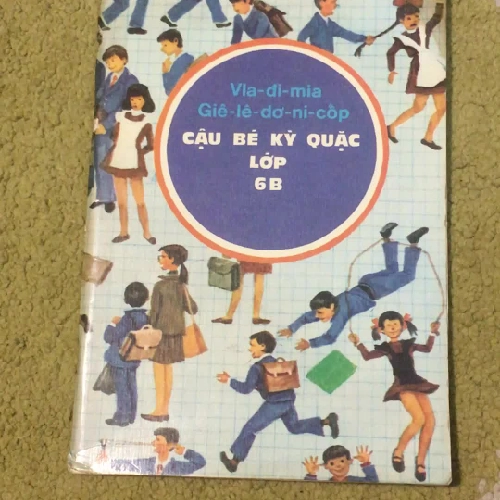 Vla-đi-mia
Giê-lê-dơ-ni-cốp
CẬU BÉ KỲ QUẶC
LỚP
6B